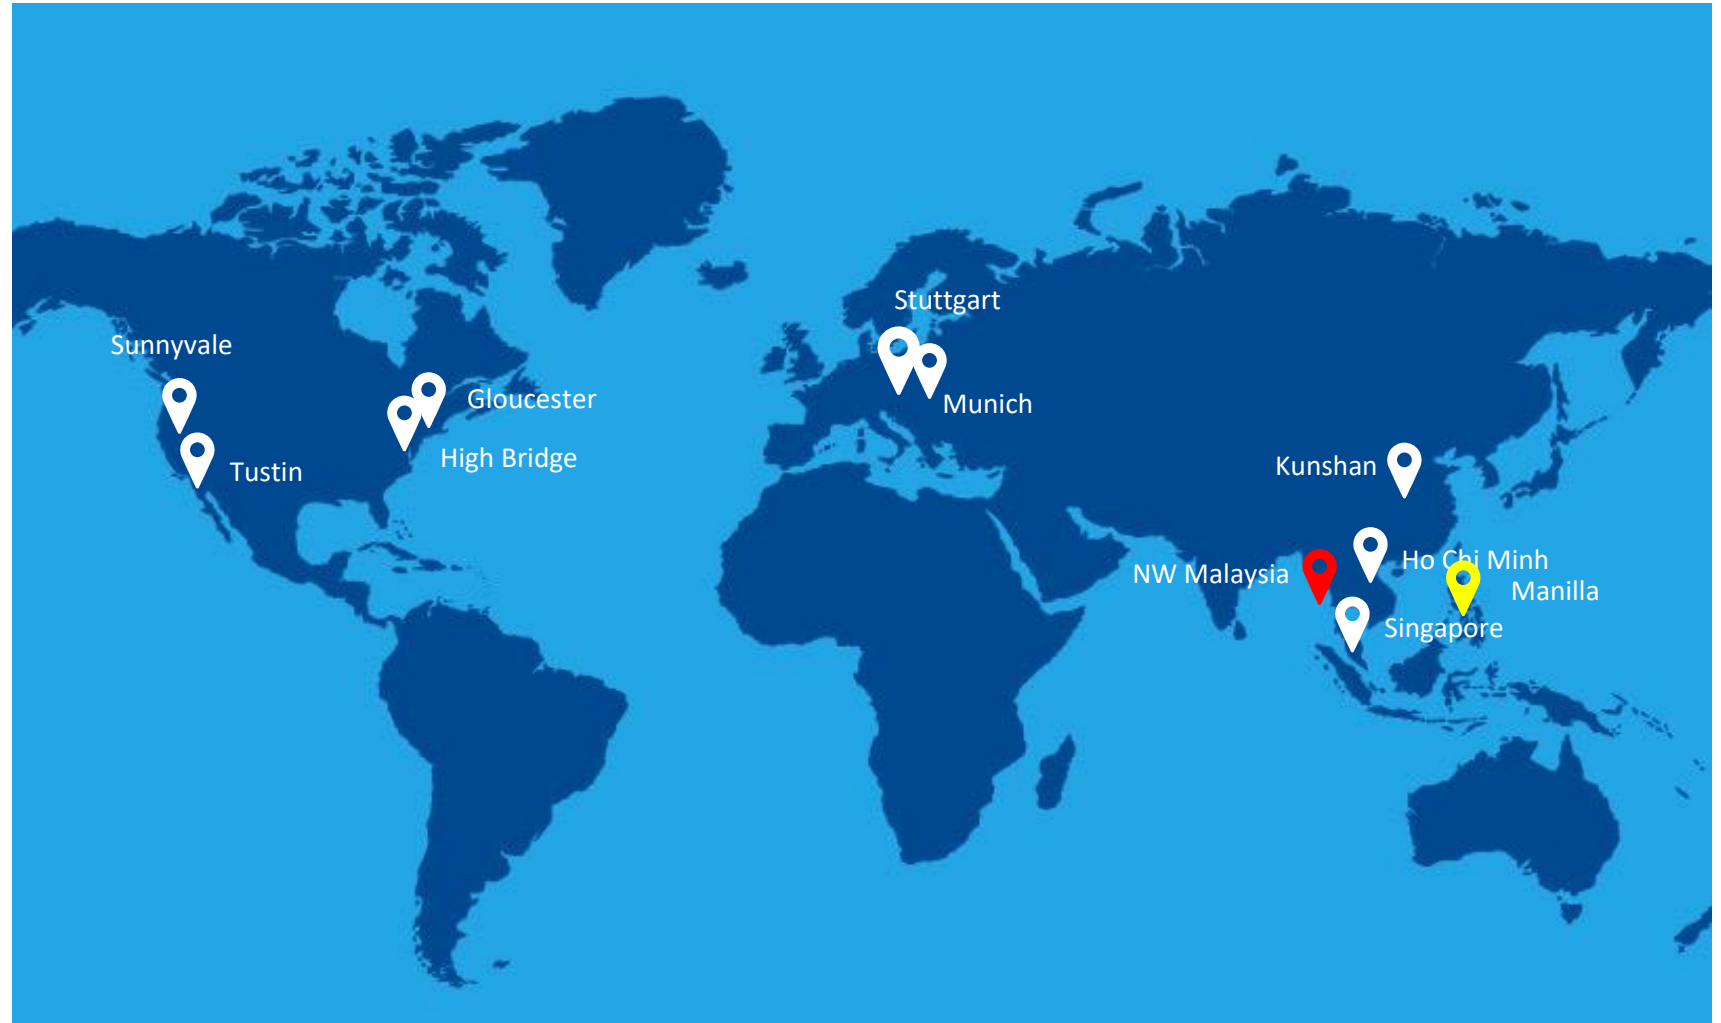 Stuttgart
Sunnyvale
Gloucester
Munich
High Bridge
Kunshan
Tustin
Ho Chi Minh
NW Malaysia
Manilla
Singapore